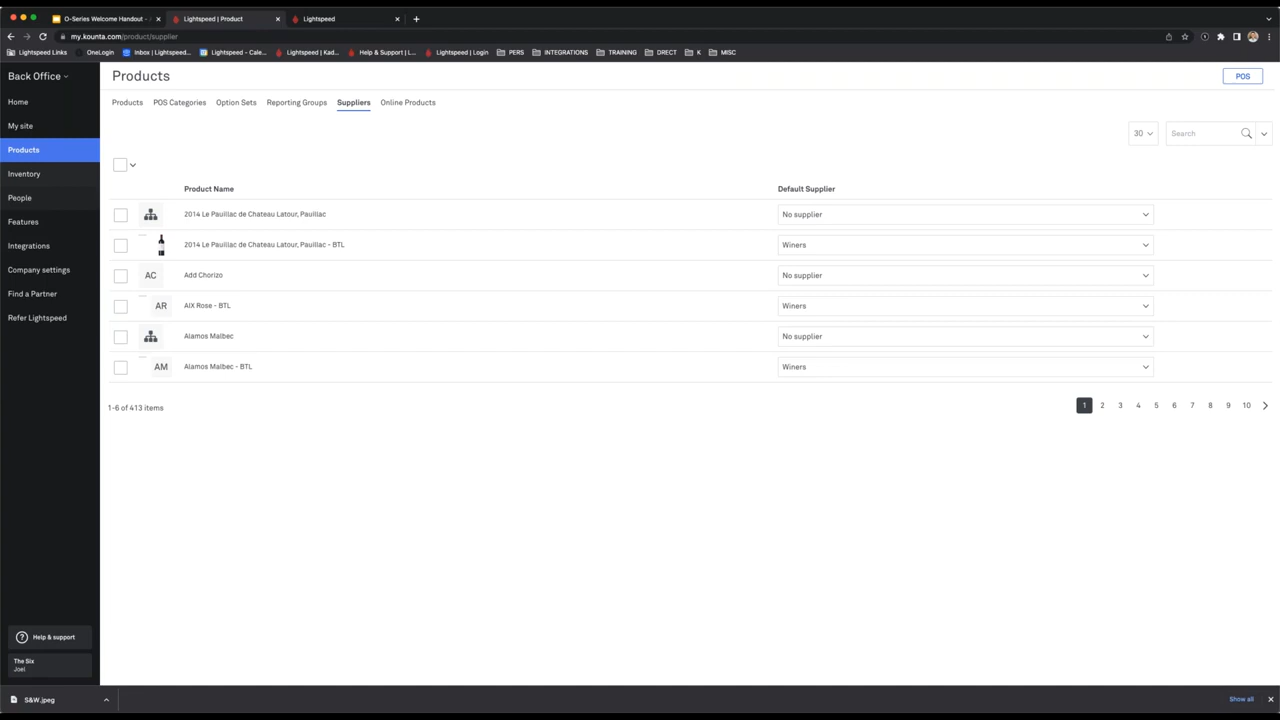 O-Series Welcome Handout -
Lightspeed | Product
Lightspeed
my.kounta.com/product/supplier
Lightspeed Links
OneLogin
Inbox | Lightspeed...
Lightspeed - Cale...
Lightspeed | Kad...
Help & Support | L...
Lightspeed | Login
PERS
INTEGRATIONS
TRAINING
DRECT
K
MISC
Back Office
Products
POS
Home
My site
Products
Inventory
People
Features
Integrations
Company settings
Find a Partner
Refer Lightspeed
Products
POS Categories
Option Sets
Reporting Groups
Suppliers
Online Products
30
Search
Product Name
Default Supplier
2014 Le Pauillac de Chateau Latour, Pauillac
No supplier
2014 Le Pauillac de Chateau Latour, Pauillac - BTL
Winers
AC
Add Chorizo
No supplier
AR
AIX Rose - BTL
Winers
Alamos Malbec
No supplier
AM
Alamos Malbec - BTL
Winers
1-6 of 413 items
1 2 3 4 5 6 7 8 9 10
Help & support
The Six
Joel
S&W.jpeg
Show all